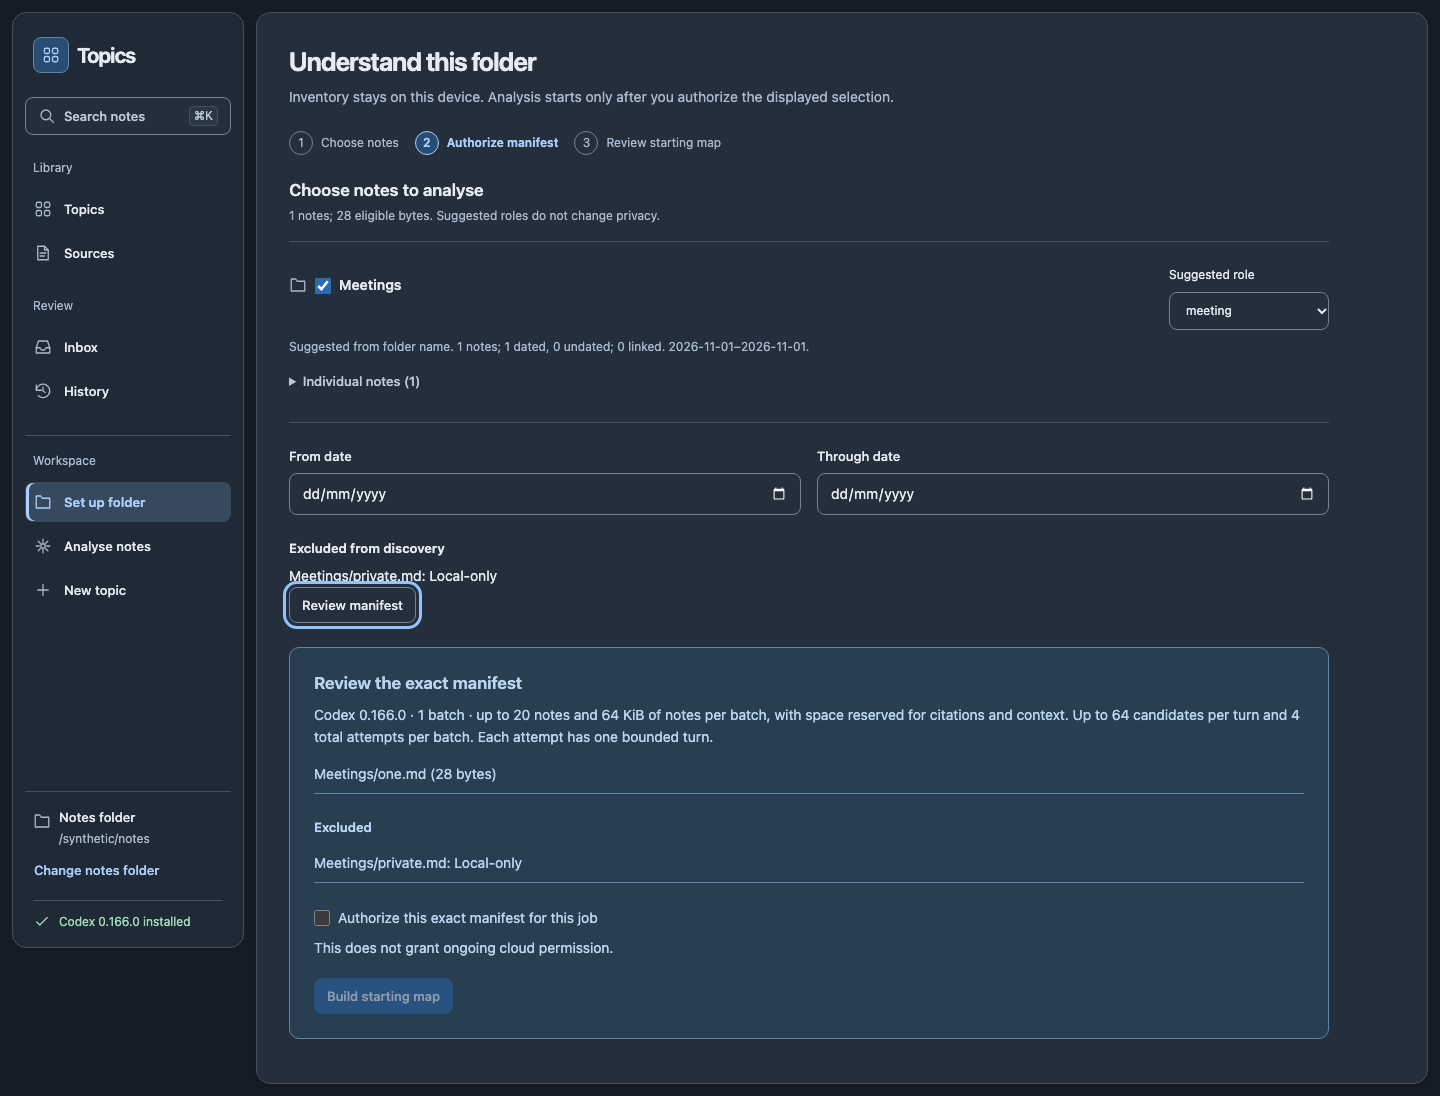 Topics
Search notes ⌘K
Library
Topics
Sources
Review
Inbox
History
Workspace
Set up folder
Analyse notes
New topic
Notes folder
/synthetic/notes
Change notes folder
Codex 0.166.0 installed
Understand this folder
Inventory stays on this device. Analysis starts only after you authorize the displayed selection.
1 Choose notes 2 Authorize manifest 3 Review starting map
Choose notes to analyse
1 notes; 28 eligible bytes. Suggested roles do not change privacy.
Meetings
Suggested role
meeting
Suggested from folder name. 1 notes; 1 dated, 0 undated; 0 linked. 2026-11-01–2026-11-01.
Individual notes (1)
From date
dd/mm/yyyy
Through date
dd/mm/yyyy
Excluded from discovery
Meetings/private.md: Local-only
Review manifest
Review the exact manifest
Codex 0.166.0 · 1 batch · up to 20 notes and 64 KiB of notes per batch, with space reserved for citations and context. Up to 64 candidates per turn and 4
total attempts per batch. Each attempt has one bounded turn.
Meetings/one.md (28 bytes)
Excluded
Meetings/private.md: Local-only
Authorize this exact manifest for this job
This does not grant ongoing cloud permission.
Build starting map